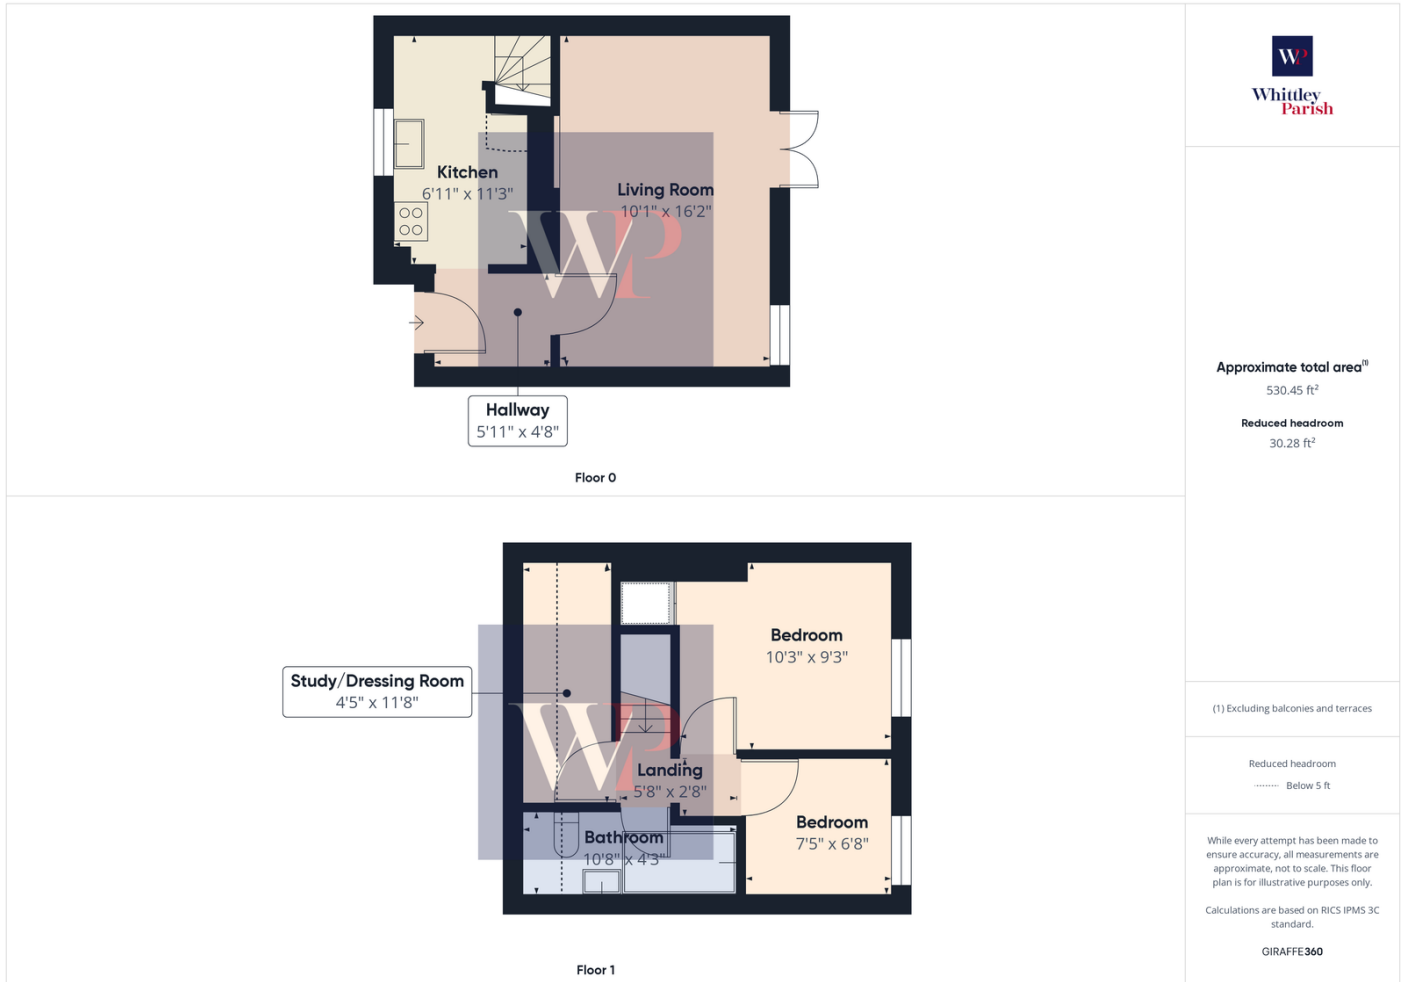 Kitchen
6'11" x 11'3"
Living Room
10'1" x 16'2"
WP
Hallway
5'11" x 4'8"
Floor 0
Study/Dressing Room
4'5" x 11'8"
Bedroom
10'3" x 9'3"
WP
Landing
5'8" x 2'8"
Bathroom
10'8" x 4'3"
Bedroom
7'5" x 6'8"
Floor 1
WP
Whittley
Parish
Approximate total area(1)
530.45 ft²
Reduced headroom
30.28 ft²
(1) Excluding balconies and terraces
Reduced headroom
Below 5 ft
While every attempt has been made to
ensure accuracy, all measurements are
approximate, not to scale. This floor
plan is for illustrative purposes only.
Calculations are based on RICS IPMS 3C
standard.
GIRAFFE360